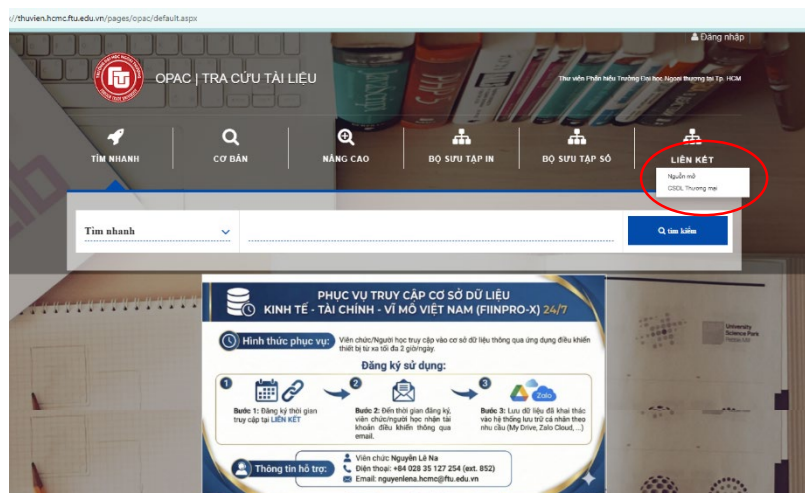 //thuvien.hcmc.ftu.edu.vn/pages/opac/default.aspx
Đăng nhập
FTU
OPAC | TRA CỨU TÀI LIỆU
Thư viện Phân hiệu Trường Đại học Ngoại thương tại Tp. HCM
TÌM NHANH
CƠ BẢN
NÂNG CAO
BỘ SƯU TẬP IN
BỘ SƯU TẬP SỐ
LIÊN KẾT
Nguồn mở
CSDL Thương mại
Tìm nhanh
tìm kiếm
PHỤC VỤ TRUY CẬP CƠ SỞ DỮ LIỆU
KINH TẾ - TÀI CHÍNH - VĨ MÔ VIỆT NAM (FIINPRO-X) 24/7
Hình thức phục vụ:
Viên chức/Người học truy cập vào cơ sở dữ liệu thông qua ứng dụng điều khiển
thiết bị từ xa tối đa 2 giờ/ngày.
Đăng ký sử dụng:
1
2
3
Zalo
Bước 1: Đăng ký thời gian
truy cập tại LIÊN KẾT
Bước 2: Đến thời gian đăng ký,
viên chức/người học nhận tài
khoản điều khiển thông qua
email.
Bước 3: Lưu dữ liệu đã khai thác
vào hệ thống lưu trữ cá nhân theo
nhu cầu (My Drive, Zalo Cloud, ...)
Thông tin hỗ trợ:
Viên chức Nguyễn Lê Na
Điện thoại: +84 028 35 127 254 (ext. 852)
Email: nguyenlena.hcmc@ftu.edu.vn
University
Science Park